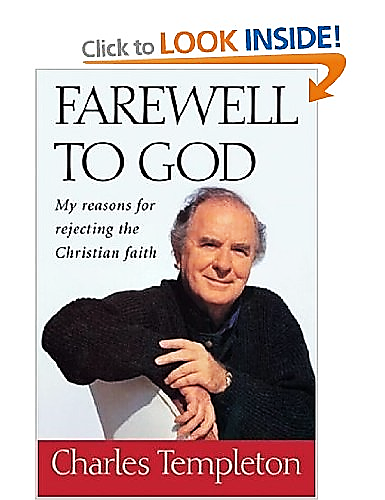 Click to LOOK INSIDE!
FAREWELL
TO GOD
My reasons for
rejecting the
Christian faith
Charles Templeton